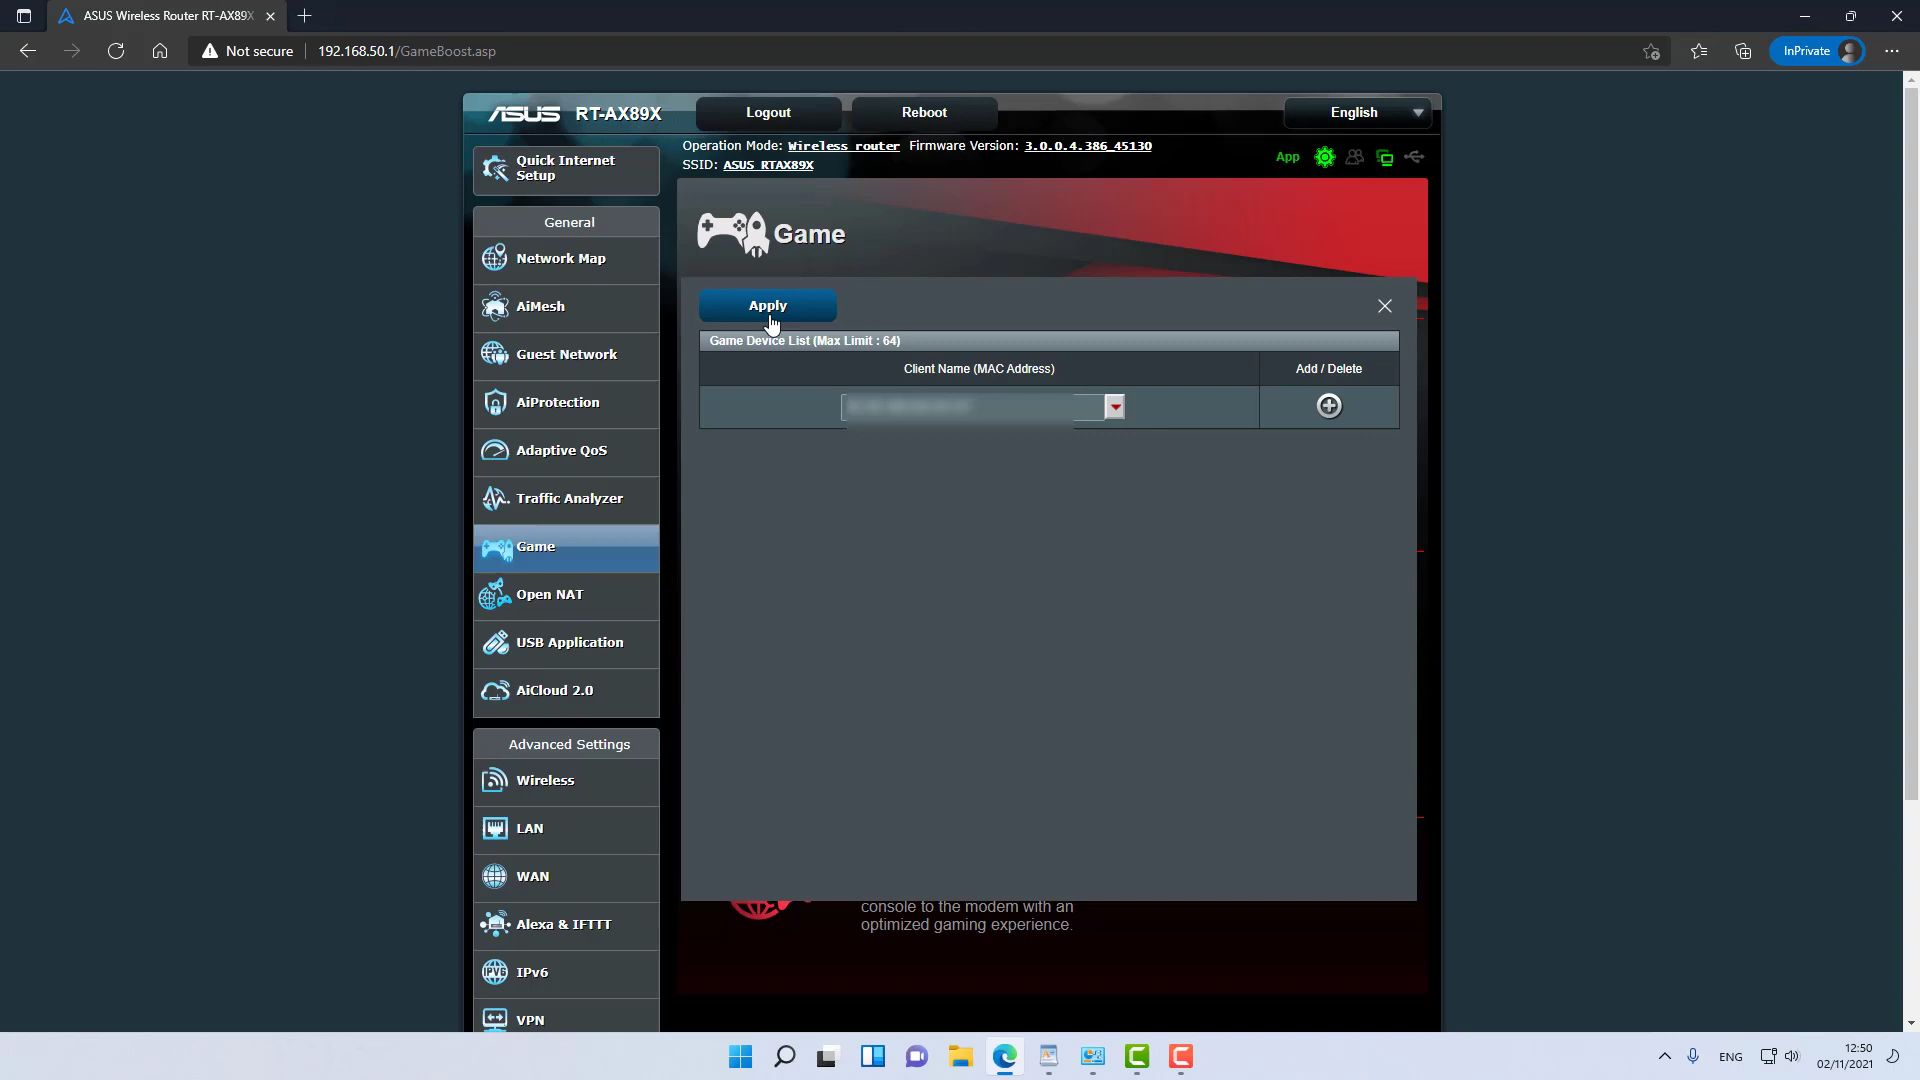 ASUS Wireless Router RT-AX89X
Not secure
192.168.50.1/GameBoost.asp
InPrivate
ASUS RT-AX89X
Logout
Reboot
English
Operation Mode: Wireless router Firmware Version: 3.0.0.4.386_45130
SSID: ASUS_RTAX89X
App
Quick Internet
Setup
General
Network Map
AiMesh
Guest Network
AiProtection
Adaptive QoS
Traffic Analyzer
Game
Open NAT
USB Application
AiCloud 2.0
Advanced Settings
Wireless
LAN
WAN
Alexa & IFTTT
IPv6
VPN
Game
Apply
Game Device List (Max Limit : 64)
Client Name (MAC Address)
Add / Delete
console to the modem with an
optimized gaming experience.
ENG
12:50
02/11/2021